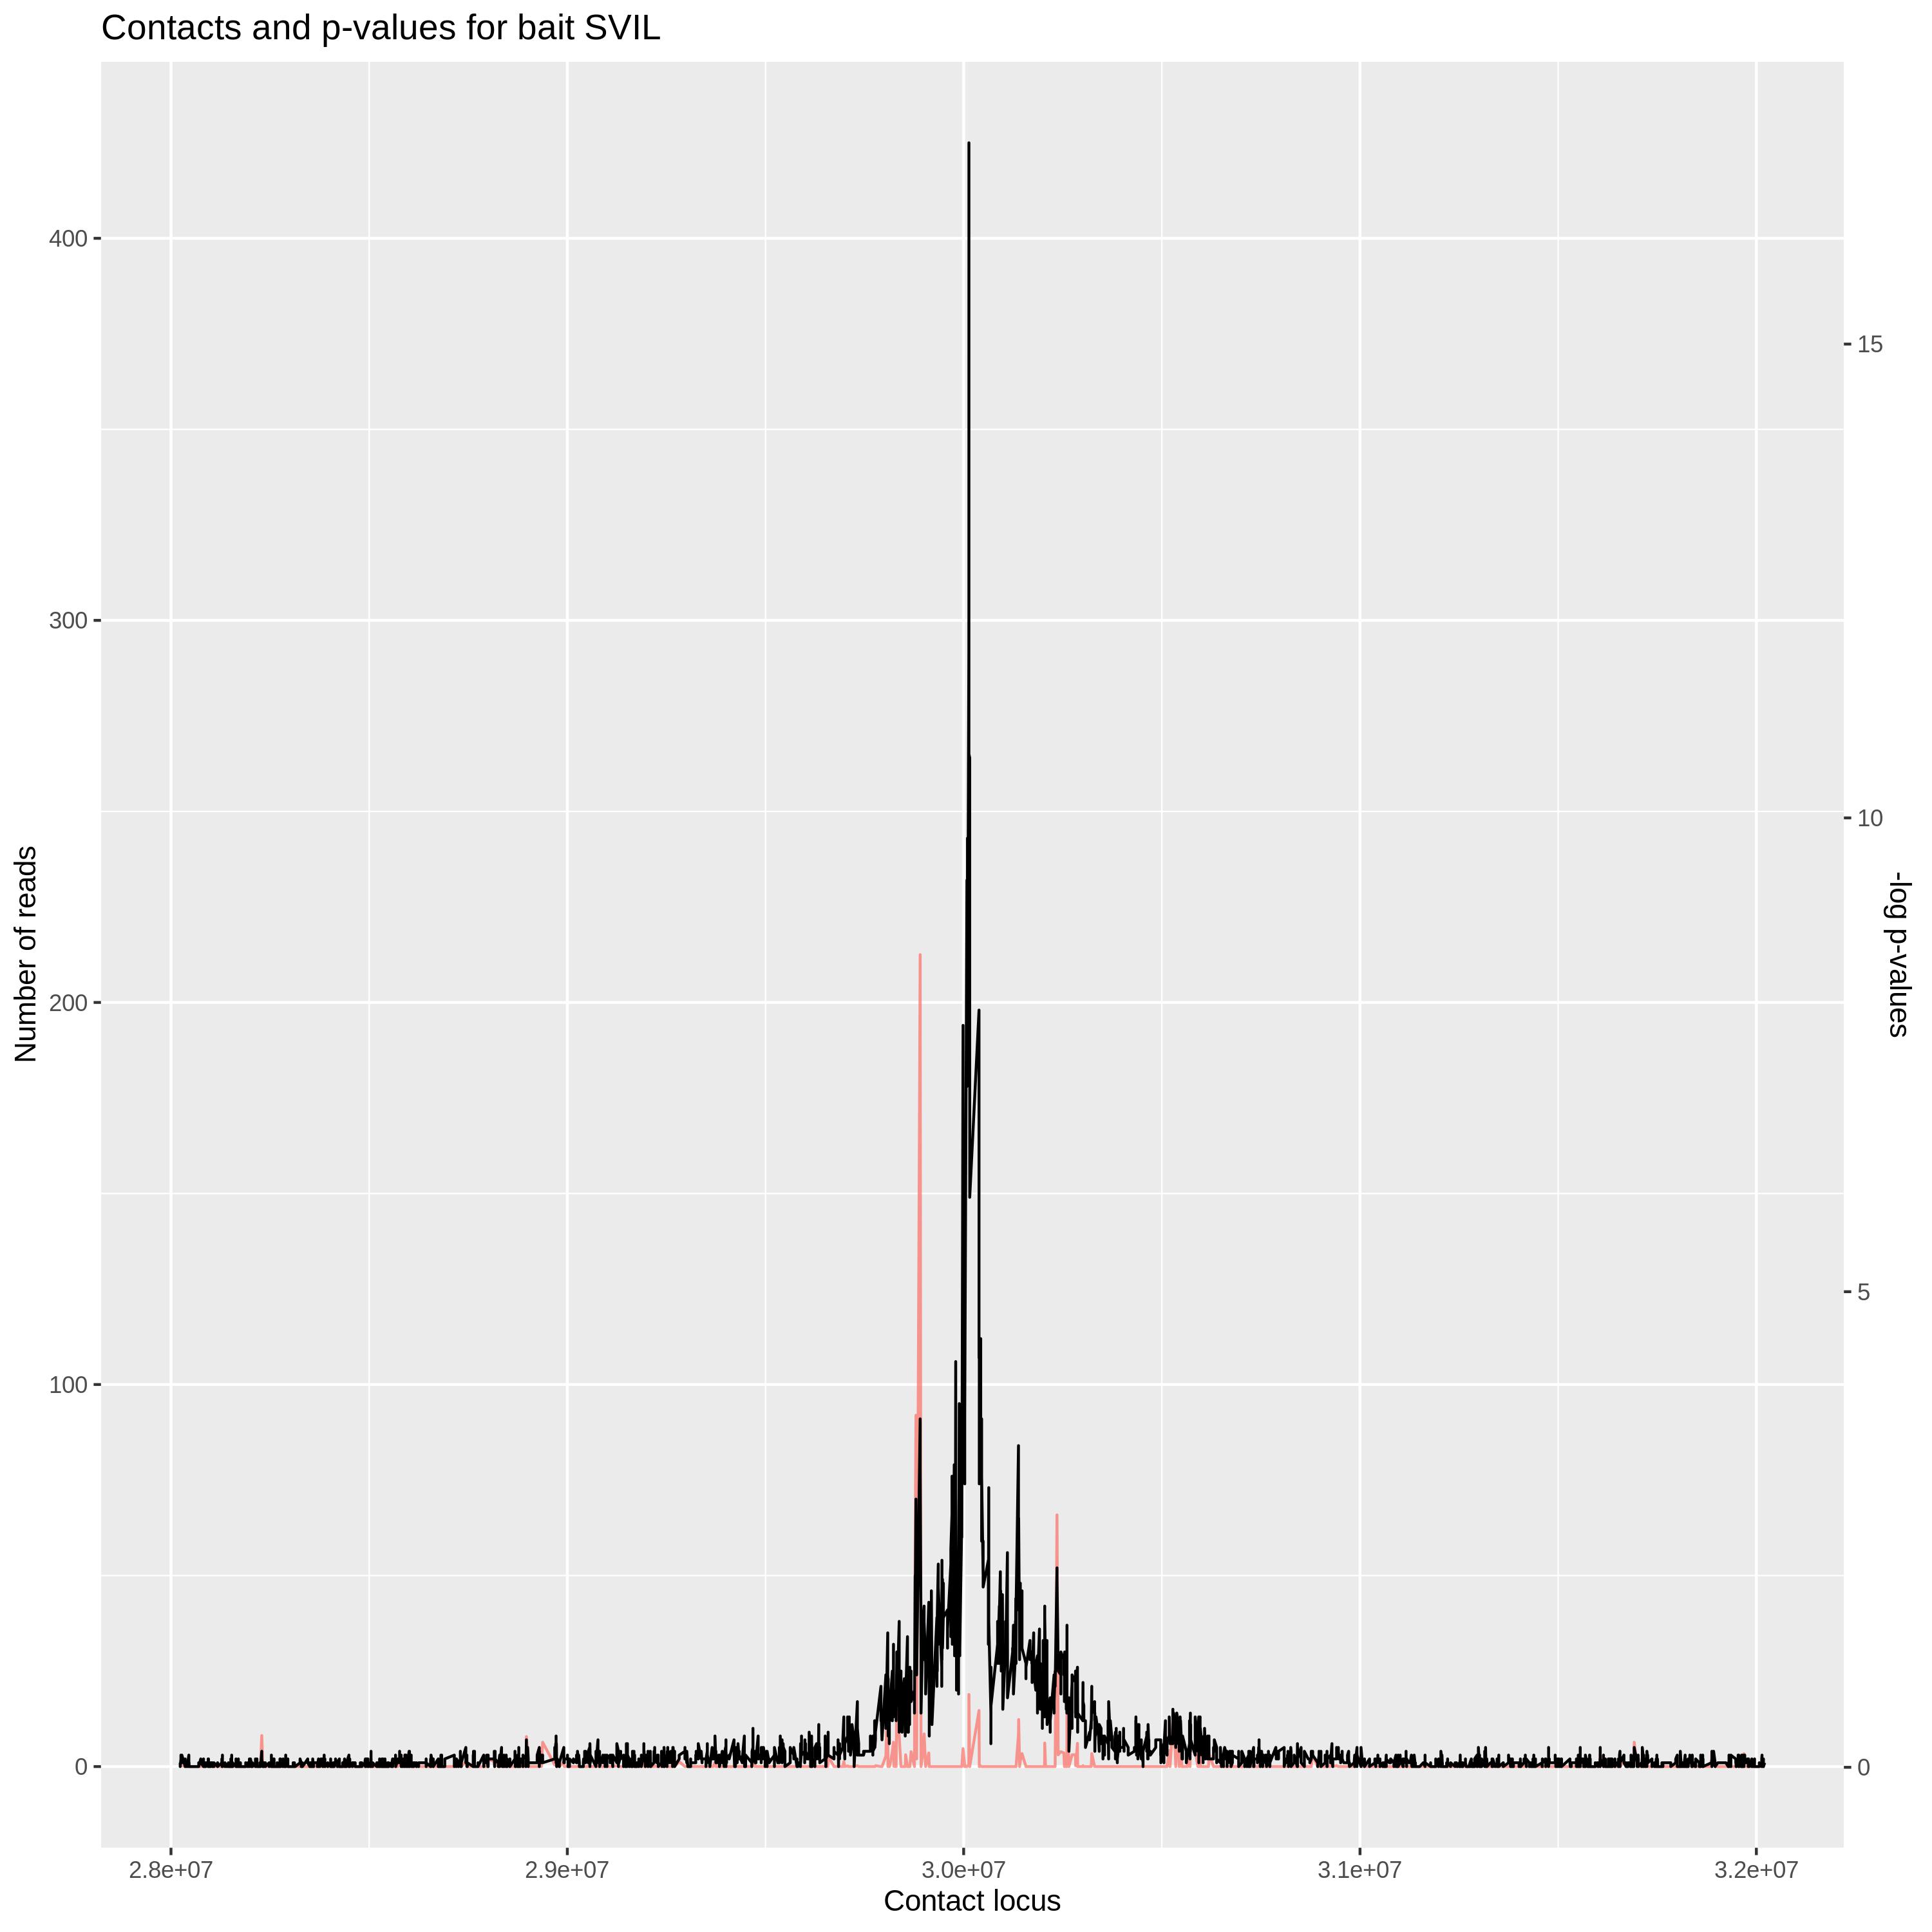 Contacts and p-values for bait SVIL
400
300
200
100
0
Number of reads
15
10
5
0
-log p-values
2.8e+07
2.9e+07
3.0e+07
3.1e+07
3.2e+07
Contact locus